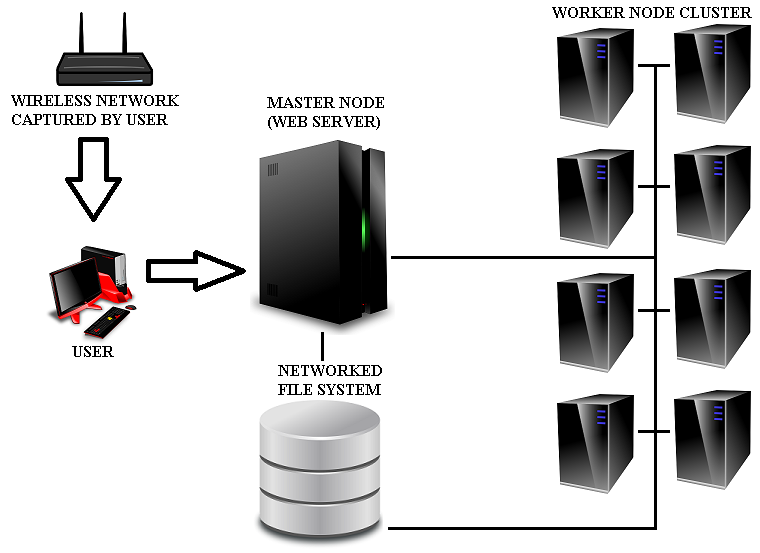 WORKER NODE CLUSTER
WIRELESS NETWORK
CAPTURED BY USER
MASTER NODE
(WEB SERVER)
USER
NETWORKED
FILE SYSTEM